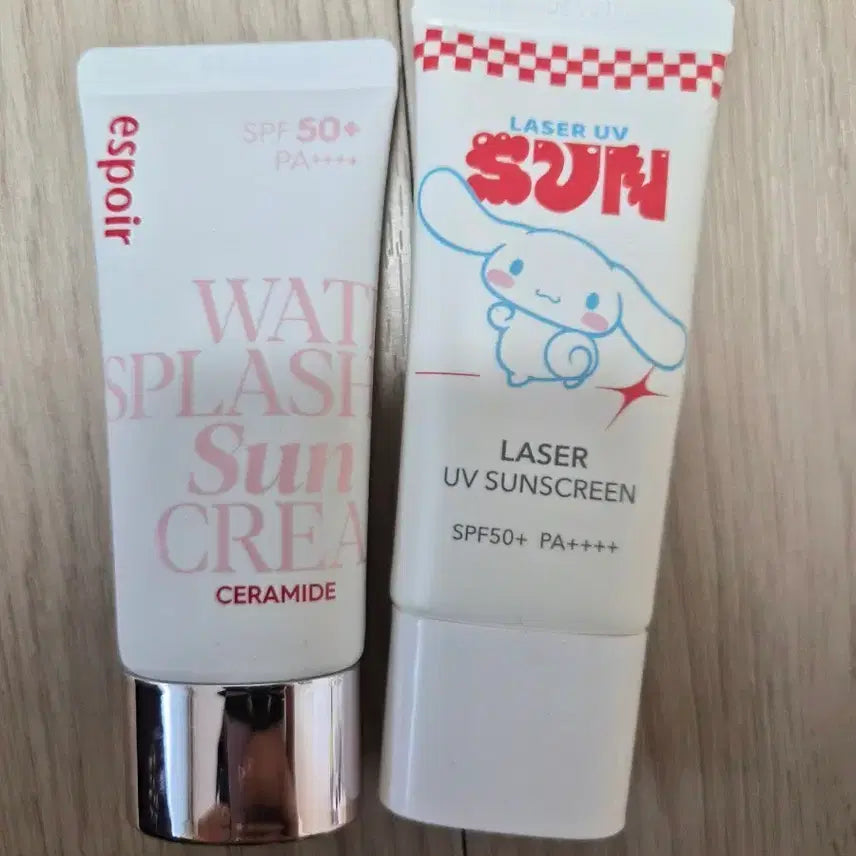 espoir
SPF 50+
PA++++
WAT
SPLASH
Sun
CREA
CERAMIDE
LASER UV
SUN
LASER
UV SUNSCREEN
SPF50+ PA++++